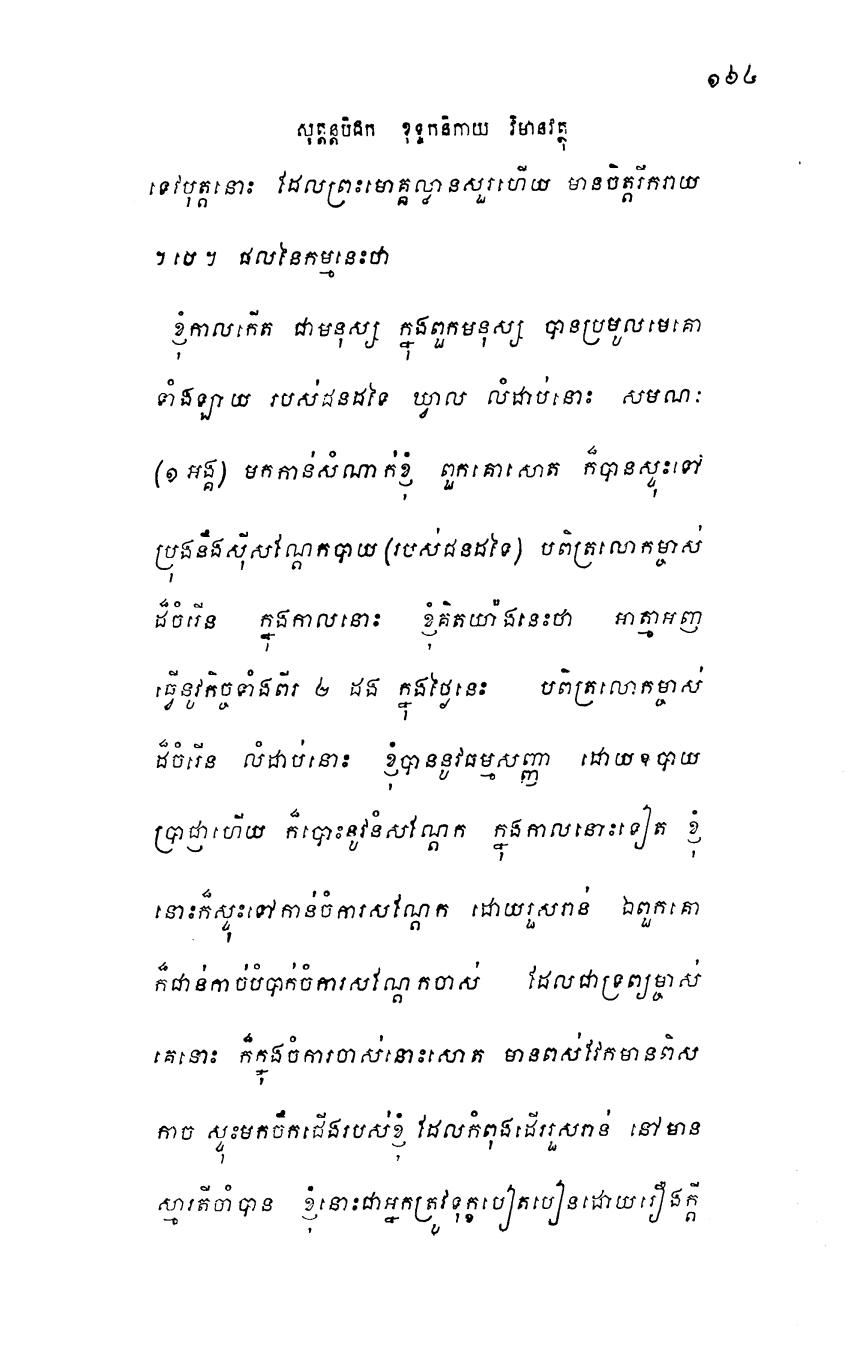 ១៦៤
សុត្តន្តបិដក ខុទ្ទកនិកាយ វិមានវត្ថុ
ទេវបុត្តនោះ ដែលព្រះមោគ្គល្លានសួរហើយ មានចិត្តរីករាយ
។ បេ ។ ផលនៃកម្មនេះថា
ខ្ញុំកាលកើត ជាមនុស្ស ក្នុងពួកមនុស្ស បានប្រមូលមេគោ
ទាំងឡាយ របស់ជនដទៃ ឃ្វាល លំដាប់នោះ សមណៈ
(១ អង្គ) មកកាន់សំណាក់ខ្ញុំ ពួកគោសោត ក៏បានស្ទុះទៅ
ប្រុងនឹងស៊ីសណ្តែកបាយ (របស់ជនដទៃ) បពិត្រលោកម្ចាស់
ដ៏ចំរើន ក្នុងកាលនោះ ខ្ញុំគិតយ៉ាងនេះថា អាត្មាអញ
ធ្វើនូវកិច្ចទាំងពីរ ២ ដង ក្នុងថ្ងៃនេះ បពិត្រលោកម្ចាស់
ដ៏ចំរើន លំដាប់នោះ ខ្ញុំបាននូវធម្មសញ្ញា ដោយឧបាយ
ប្រាជ្ញាហើយ ក៏បោះនូវនំសណ្តែក ក្នុងកាលនោះទៀត ខ្ញុំ
នោះក៏ស្ទុះទៅកាន់ចំការសណ្តែក ដោយរួសរាន់ ឯពួកគោ
ក៏ជាន់កាច់បំបាក់ចំការសណ្តែកចាស់ ដែលជាទ្រព្យម្ចាស់
គេនោះ ក៏ក្នុងចំការចាស់នោះសោត មានពស់វែកមានពិស
កាច ស្ទុះមកចឹកជើងរបស់ខ្ញុំ ដែលកំពុងដើររួសរាន់ នៅមាន
ស្មារតីចាំបាន ខ្ញុំនោះជាអ្នកត្រូវទុក្ខបៀតបៀនដោយរឿងក្តី